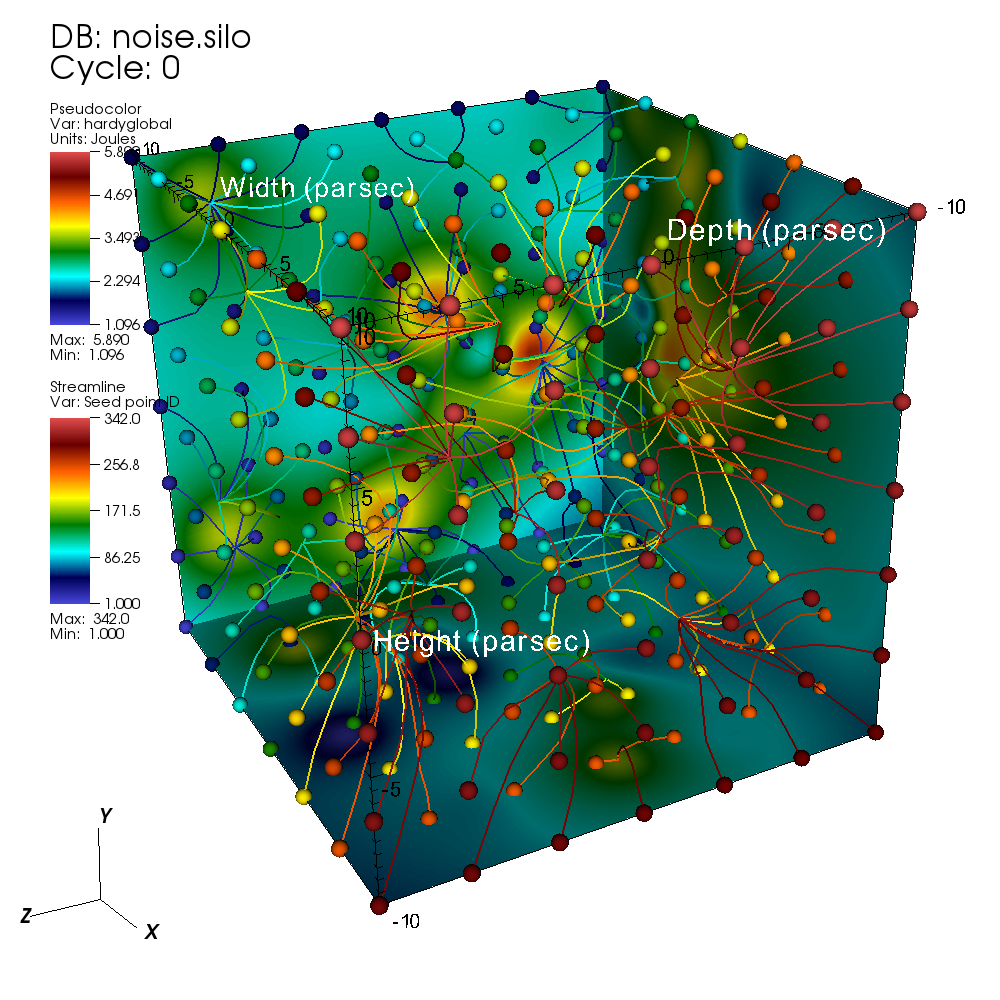 DB: noise.silo
Cycle: 0
Pseudocolor
Var: hardyglobal
Units: Joules
4.691
3.492
2.294
1.096
Max: 5.890
Min: 1.096
Streamline
Var: Seed point ID
342.0
256.8
171.5
86.25
1.000
Max: 342.0
Min: 1.000
-10
-5
0
5
10
Width (parsec)
Depth (parsec)
-10
0
5
10
Height (parsec)
10
5
0
-5
-10
Y
Z
X